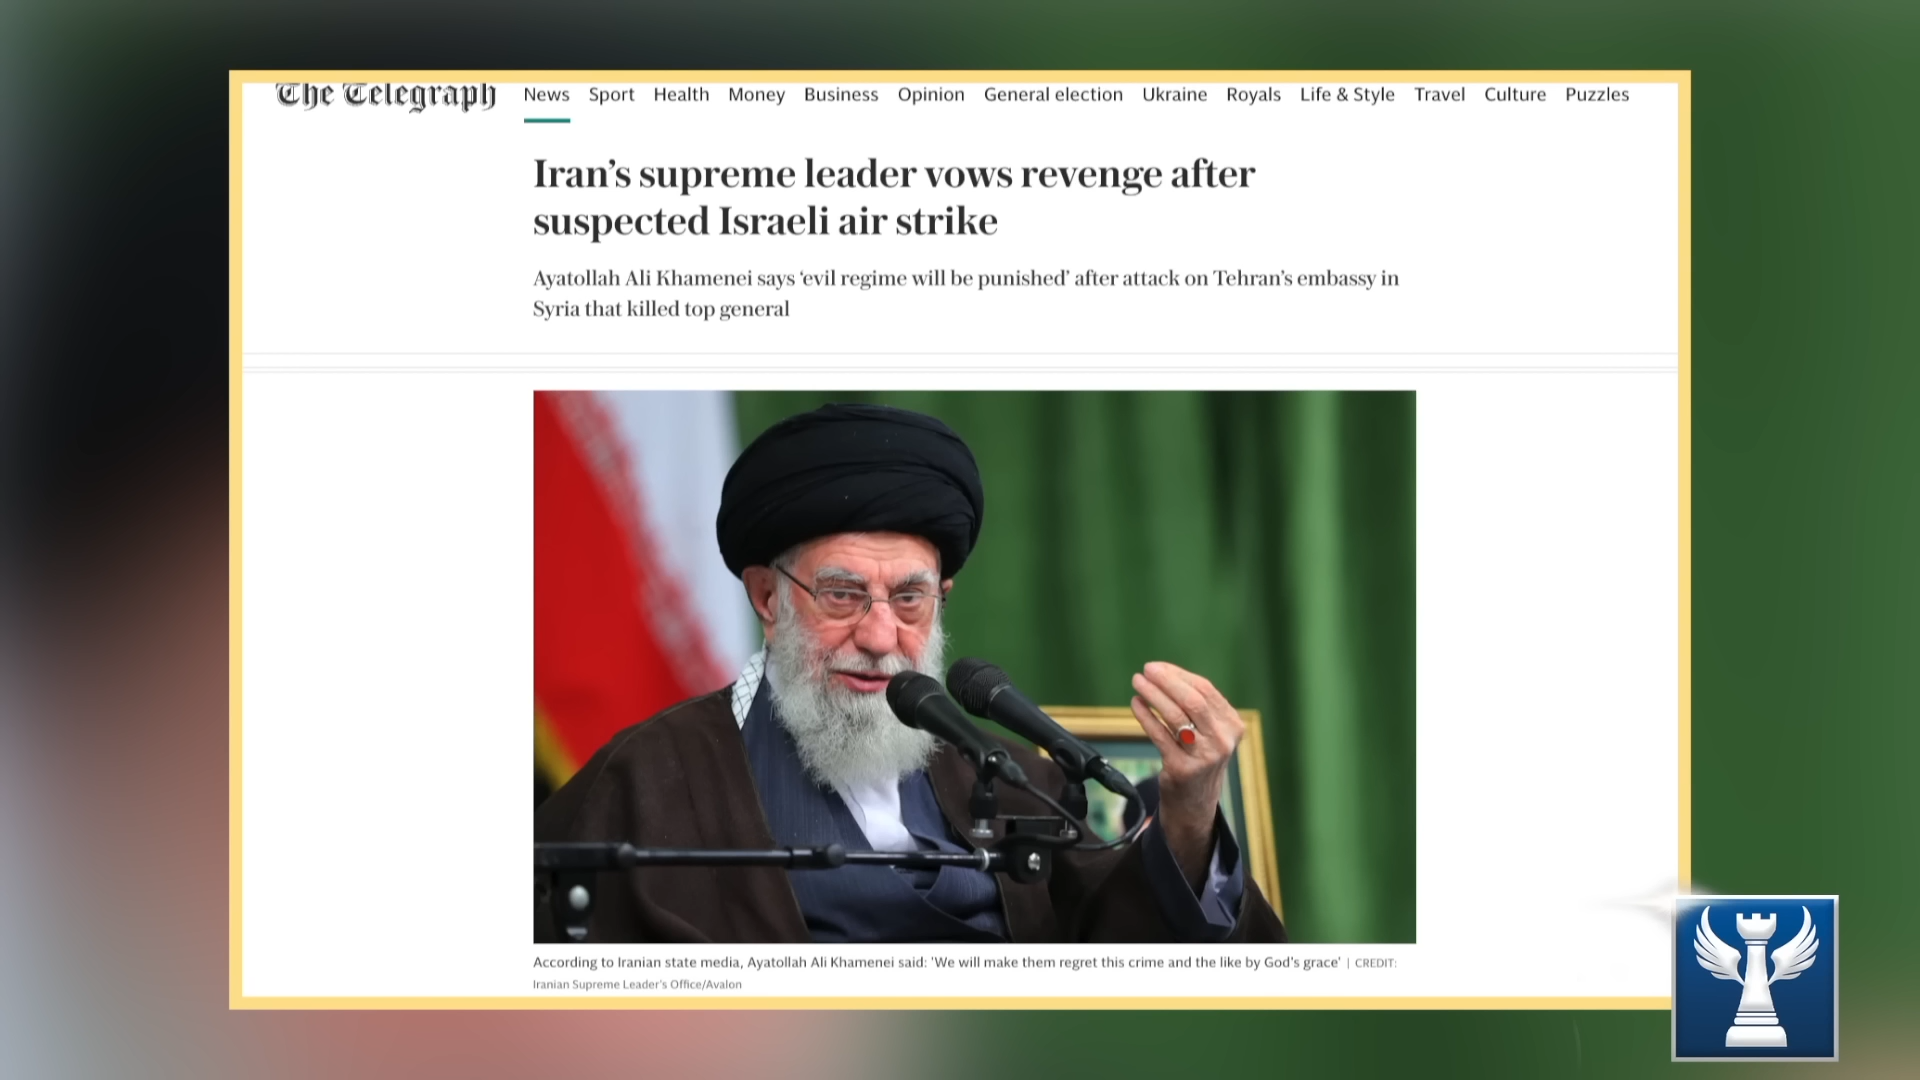 The Telegraph News Sport Health Money Business Opinion General election Ukraine Royals Life & Style Travel Culture Puzzles
Iran’s supreme leader vows revenge after
suspected Israeli air strike
Ayatollah Ali Khamenei says ‘evil regime will be punished’ after attack on Tehran’s embassy in
Syria that killed top general
According to Iranian state media, Ayatollah Ali Khamenei said: 'We will make them regret this crime and the like by God's grace' | CREDIT:
Iranian Supreme Leader's Office/Avalon